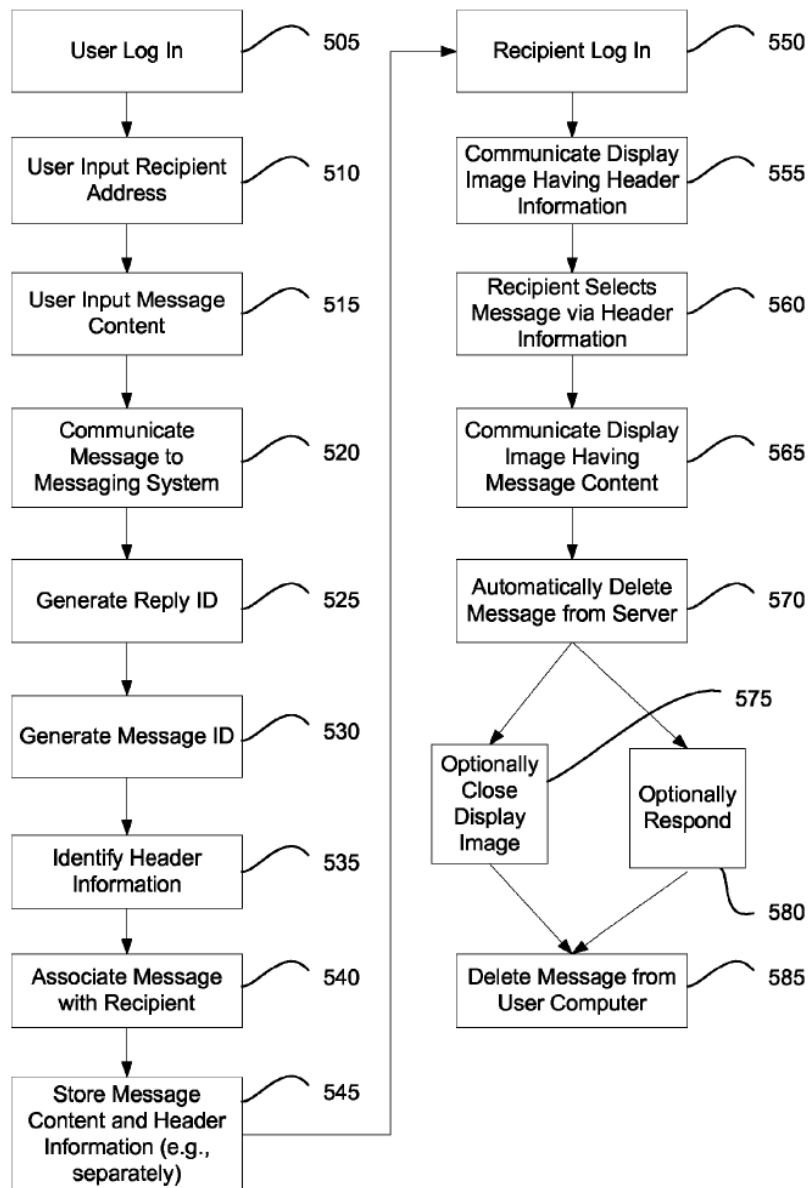 User Log In
505
User Input Recipient
Address
510
User Input Message
Content
515
Communicate
Message to
Messaging System
520
Generate Reply ID
525
Generate Message ID
530
Identify Header
Information
535
Associate Message
with Recipient
540
Store Message
Content and Header
Information (e.g.,
separately)
545
Recipient Log In
550
Communicate Display
Image Having Header
Information
555
Recipient Selects
Message via Header
Information
560
Communicate Display
Image Having
Message Content
565
Automatically Delete
Message from Server
570
Optionally
Close
Display
Image
575
Optionally
Respond
580
Delete Message from
User Computer
585